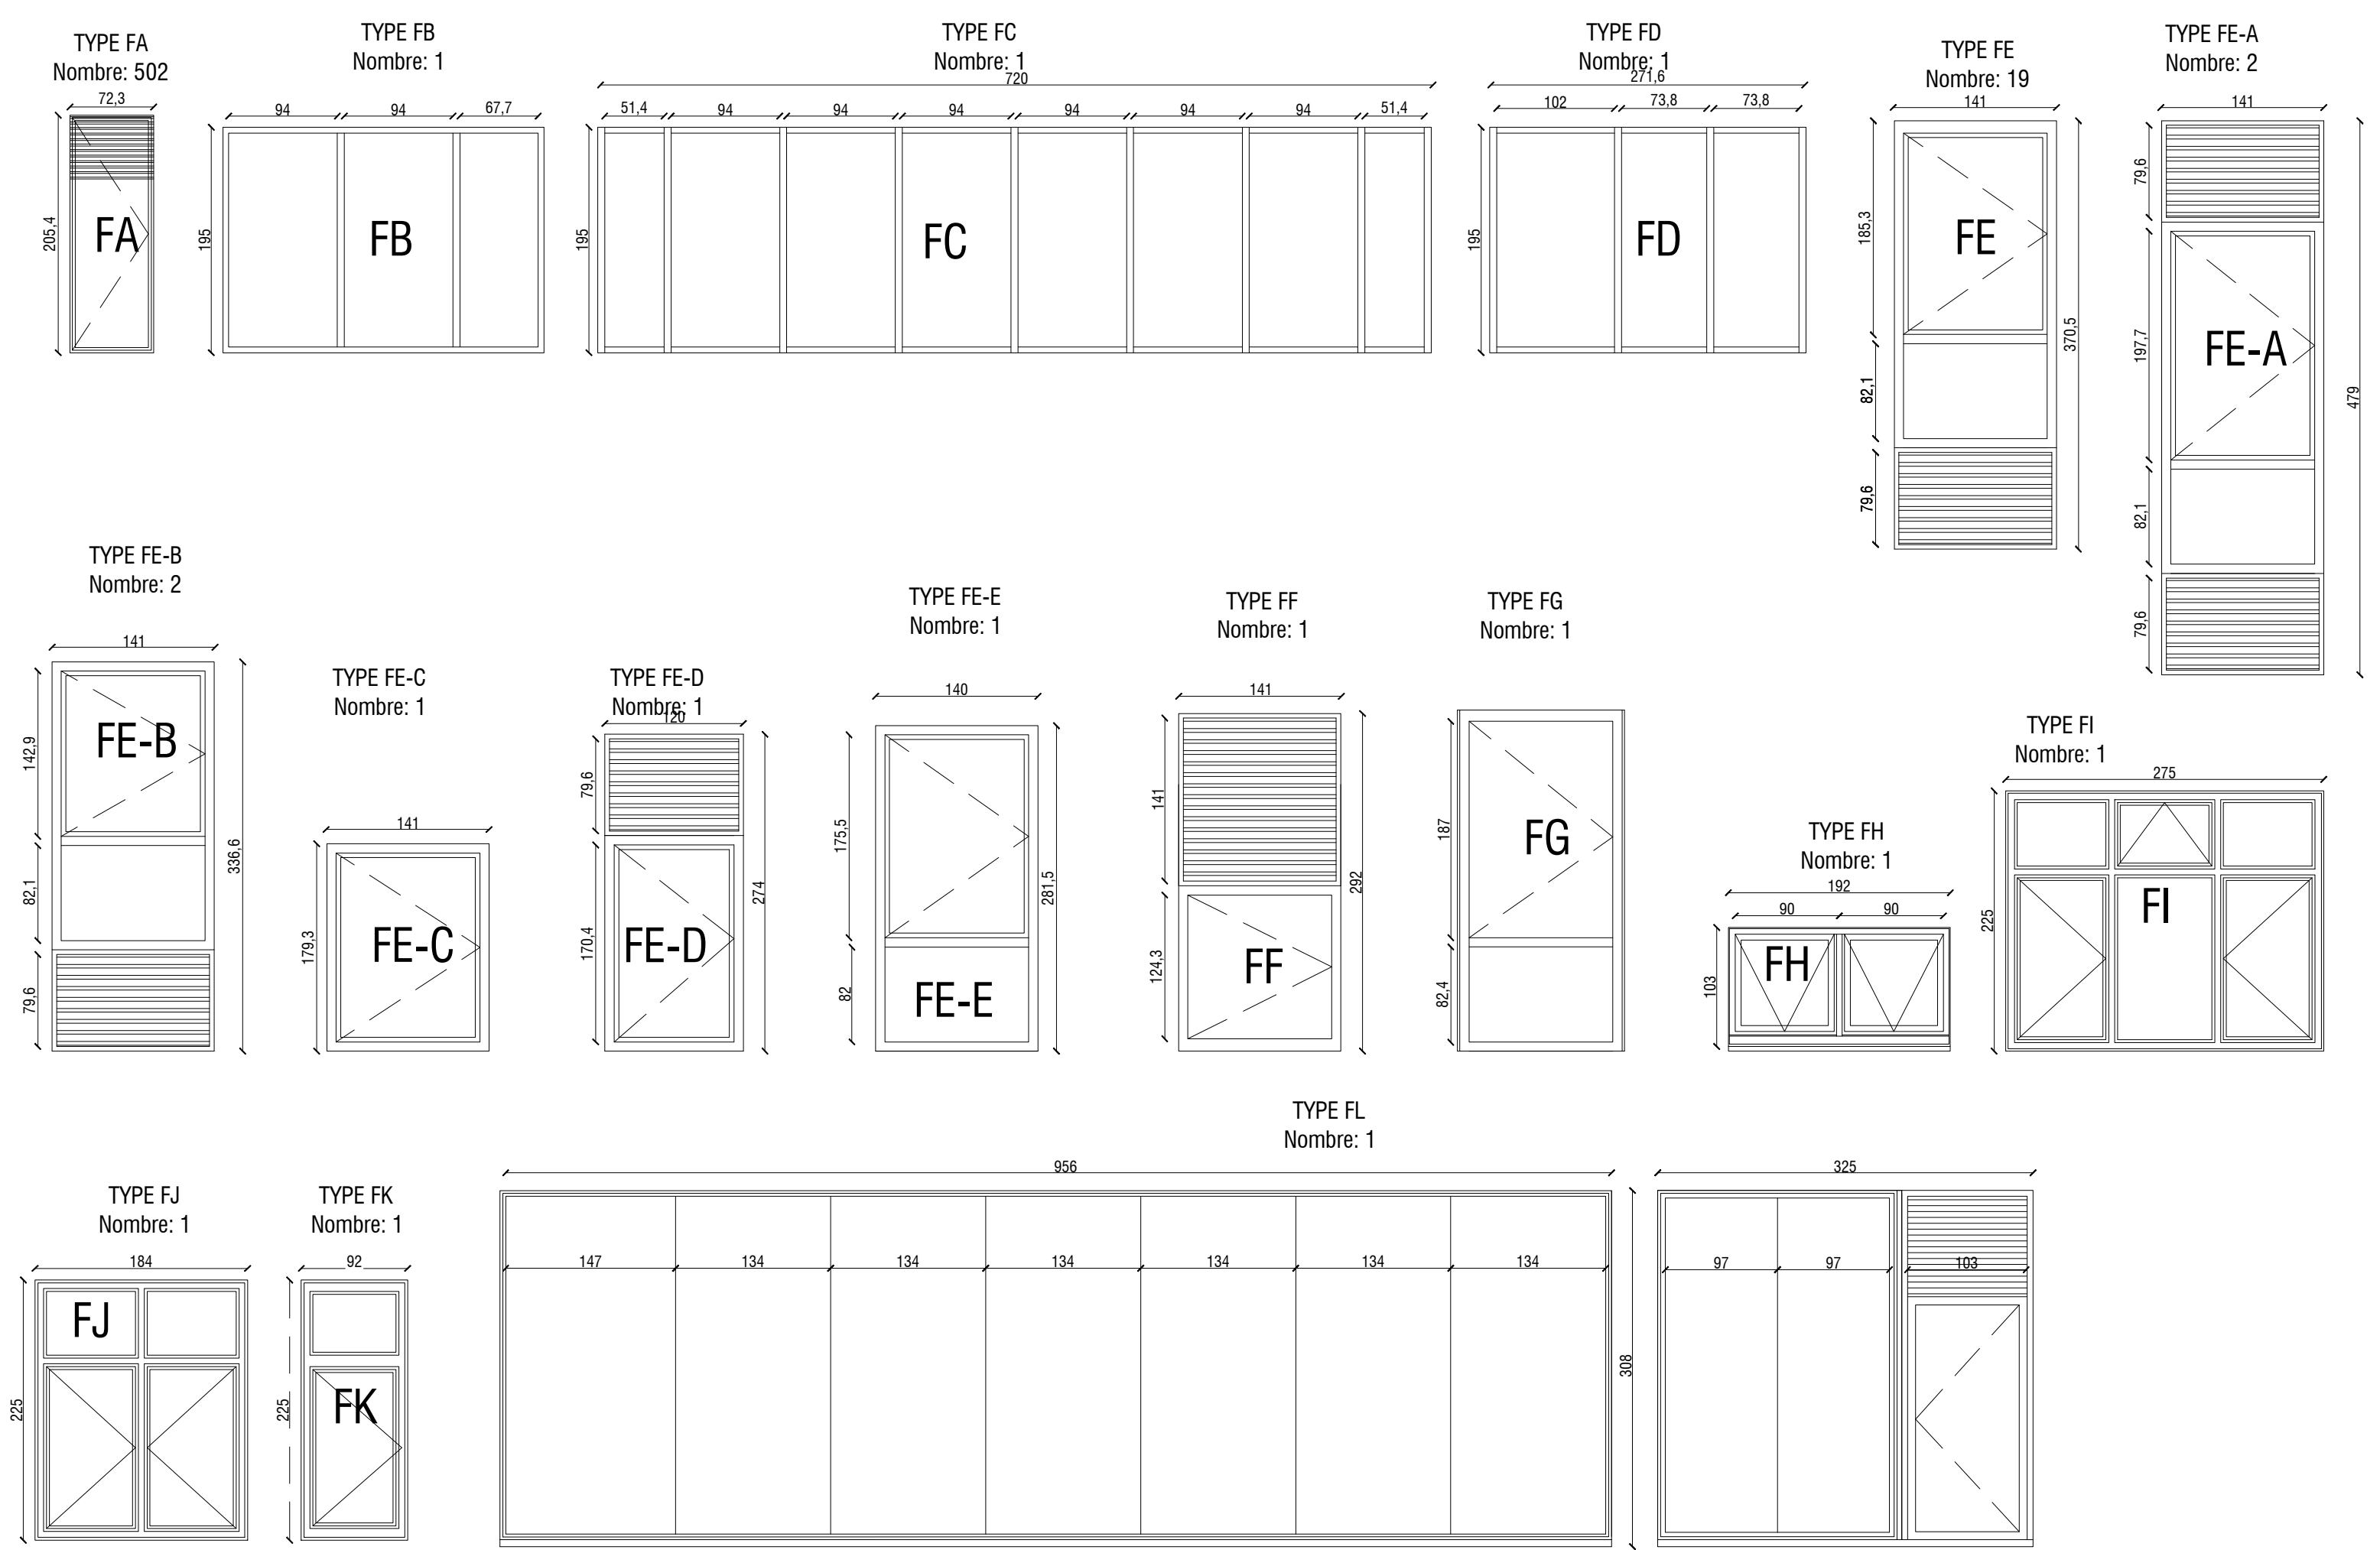 TYPE FA
Nombre: 502
72,3
205,4
FA
TYPE FB
Nombre: 1
94
94
67,7
195
FB
TYPE FC
Nombre: 1
720
51,4
94
94
94
94
94
94
51,4
195
FC
TYPE FD
Nombre: 1
271,6
102
73,8
73,8
195
FD
TYPE FE
Nombre: 19
141
185,3
82,1
79,6
370,5
FE
TYPE FE-A
Nombre: 2
141
79,6
197,7
82,1
79,6
479
FE-A
TYPE FE-B
Nombre: 2
141
142,9
82,1
79,6
336,6
FE-B
TYPE FE-C
Nombre: 1
141
179,3
FE-C
TYPE FE-D
Nombre: 1
120
79,6
170,4
274
FE-D
TYPE FE-E
Nombre: 1
140
175,5
82
281,5
FE-E
TYPE FF
Nombre: 1
141
141
124,3
292
FF
TYPE FG
Nombre: 1
187
82,4
FG
TYPE FH
Nombre: 1
192
90
90
103
FH
TYPE FI
Nombre: 1
275
225
FI
TYPE FJ
Nombre: 1
184
225
FJ
TYPE FK
Nombre: 1
92
225
FK
TYPE FL
Nombre: 1
956
147
134
134
134
134
134
134
308
325
97
97
103